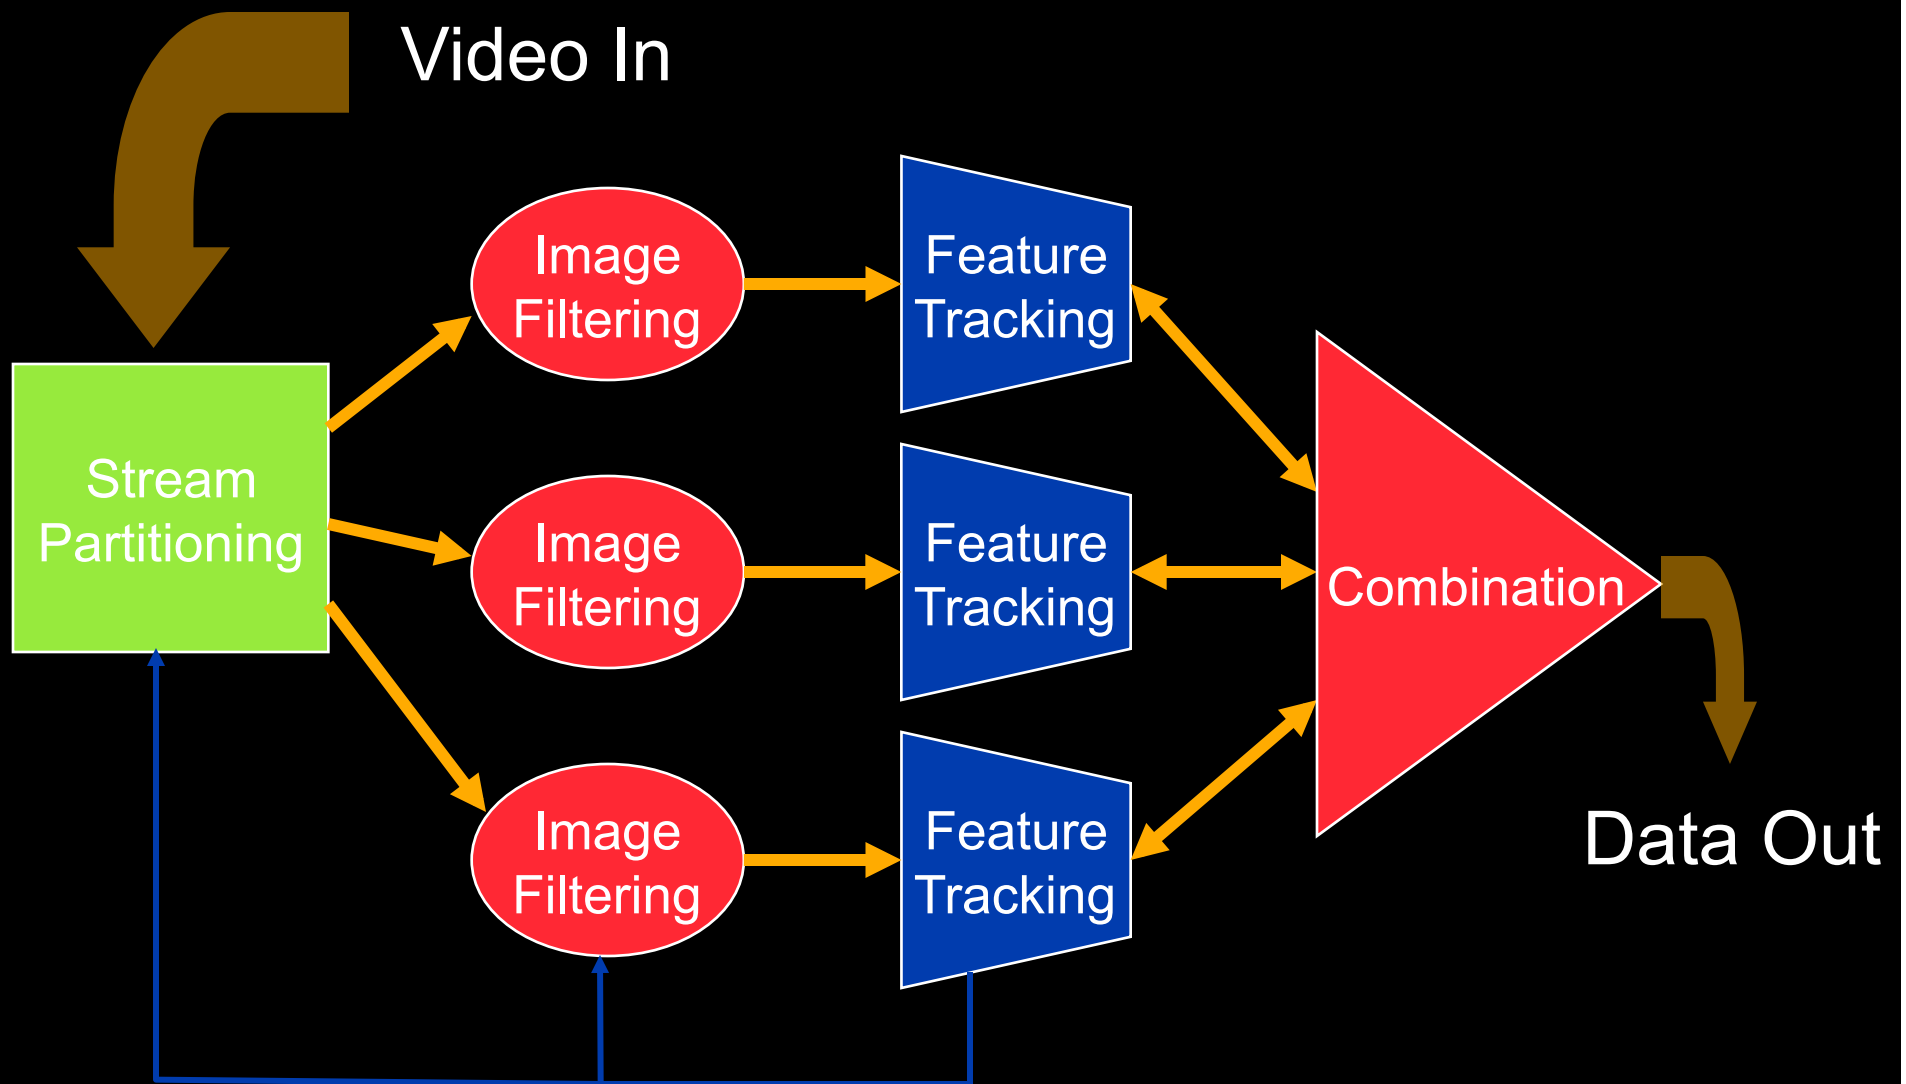 Video In
Stream
Partitioning
Image
Filtering
Feature
Tracking
Image
Filtering
Feature
Tracking
Image
Filtering
Feature
Tracking
Combination
Data Out